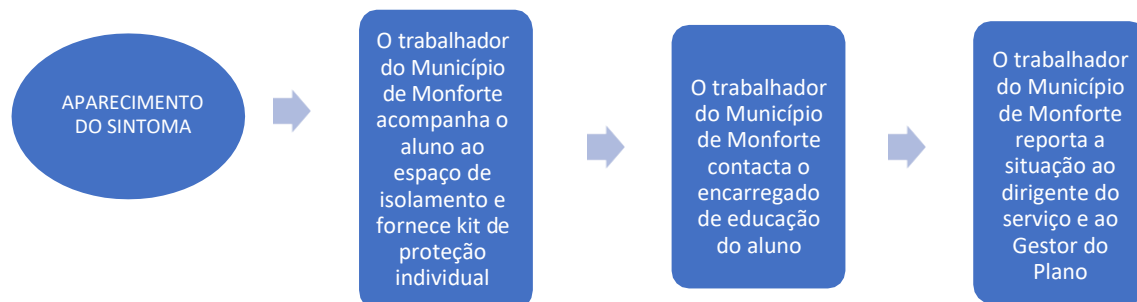 APARECIMENTO
DO SINTOMA
O trabalhador
do Município
de Monforte
acompanha o
aluno ao
espaço de
isolamento e
fornece kit de
proteção
individual
O trabalhador
do Município
de Monforte
contacta o
encarregado
de educação
do aluno
O trabalhador
do Município
de Monforte
reporta a
situação ao
dirigente do
serviço e ao
Gestor do
Plano